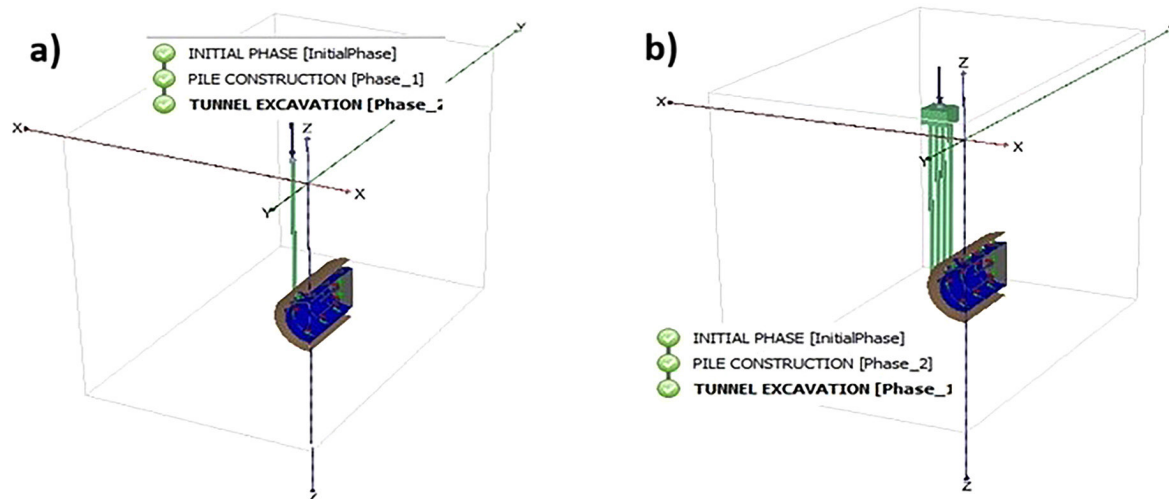 a)
INITIAL PHASE [InitialPhase]
PILE CONSTRUCTION [Phase_1]
TUNNEL EXCAVATION [Phase_2
X
Y
Z
X
Y
Z
b)
X
Z
Y
X
Z
INITIAL PHASE [InitialPhase]
PILE CONSTRUCTION [Phase_2]
TUNNEL EXCAVATION [Phase_1